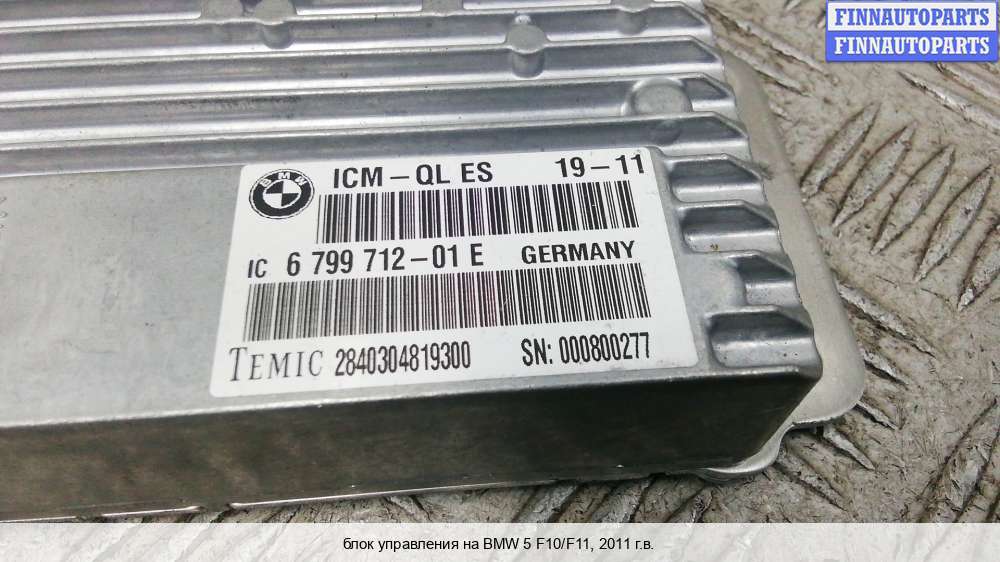 FINNAUTOPARTS
FINNAUTOPARTS
BMW
ICM – QL ES 19 – 11
IC 6 799 712 – 01 E GERMANY
TEMIC 2840304819300 SN: 000800277
блок управления на BMW 5 F10/F11, 2011 г.в.